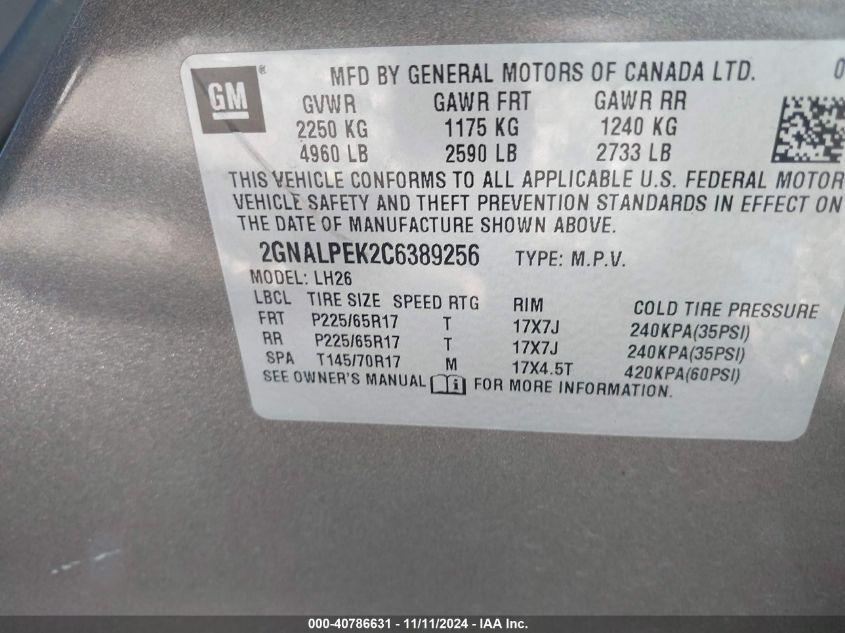 GM®
MFD BY GENERAL MOTORS OF CANADA LTD. 0
GVWR GAWR FRT GAWR RR
2250 KG 1175 KG 1240 KG
4960 LB 2590 LB 2733 LB
THIS VEHICLE CONFORMS TO ALL APPLICABLE U.S. FEDERAL MOTOR
VEHICLE SAFETY AND THEFT PREVENTION STANDARDS IN EFFECT ON
THE DATE OF MANUFACTURE SHOWN ABOVE.
2GNALPEK2C6389256 TYPE: M.P.V.
MODEL: LH26
LBCL TIRE SIZE SPEED RTG RIM COLD TIRE PRESSURE
FRT P225/65R17 T 17X7J 240KPA(35PSI)
RR P225/65R17 T 17X7J 240KPA(35PSI)
SPA T145/70R17 M 17X4.5T 420KPA(60PSI)
SEE OWNER'S MANUAL i FOR MORE INFORMATION.
000-40786631 - 11/11/2024 - IAA Inc.